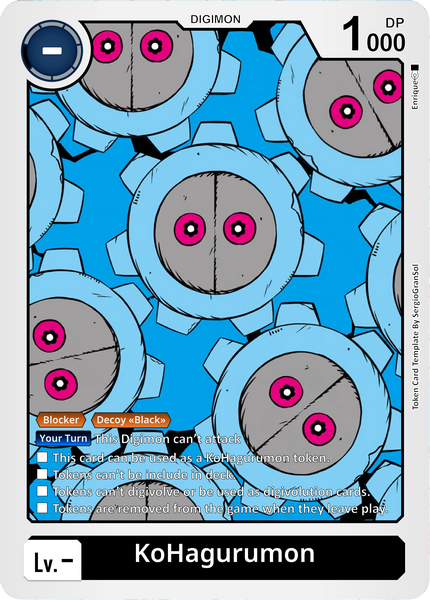 DIGIMON
-
DP
1000
Enrique
Token Card Template By SergioGranSol
Blocker Decoy «Black»
Your Turn This Digimon can't attack
This card can be used as a KoHagurumon token.
Tokens can't be include in deck.
Tokens can't digivolve or be used as digivolution cards.
Tokens are removed from the game when they leave play.
Lv.-
KoHagurumon